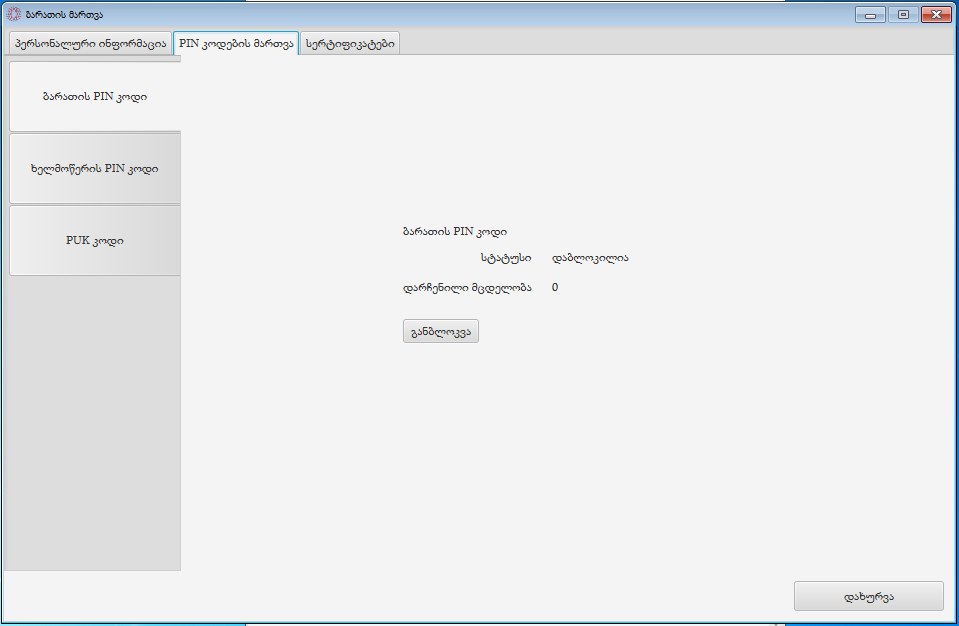 ბარათის მართვა
პერსონალური ინფორმაცია
PIN კოდების მართვა
სერტიფიკატები
ბარათის PIN კოდი
ხელმოწერის PIN კოდი
PUK კოდი
ბარათის PIN კოდი
სტატუსი დაბლოკილია
დარჩენილი მცდელობა 0
განბლოკვა
დახურვა